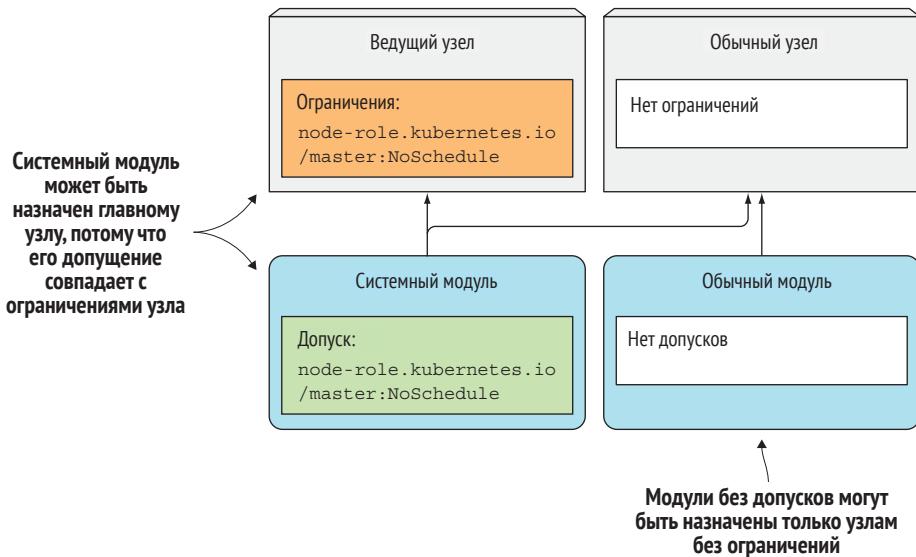 Ведущий узел
Ограничения:
node-role.kubernetes.io
/master:NoSchedule
Обычный узел
Нет ограничений
Системный модуль
может быть
назначен главному
узлу, потому что
его допущение
совпадает с
ограничениями узла
Системный модуль
Допуск:
node-role.kubernetes.io
/master:NoSchedule
Обычный модуль
Нет допусков
Модули без допусков могут
быть назначены только узлам
без ограничений